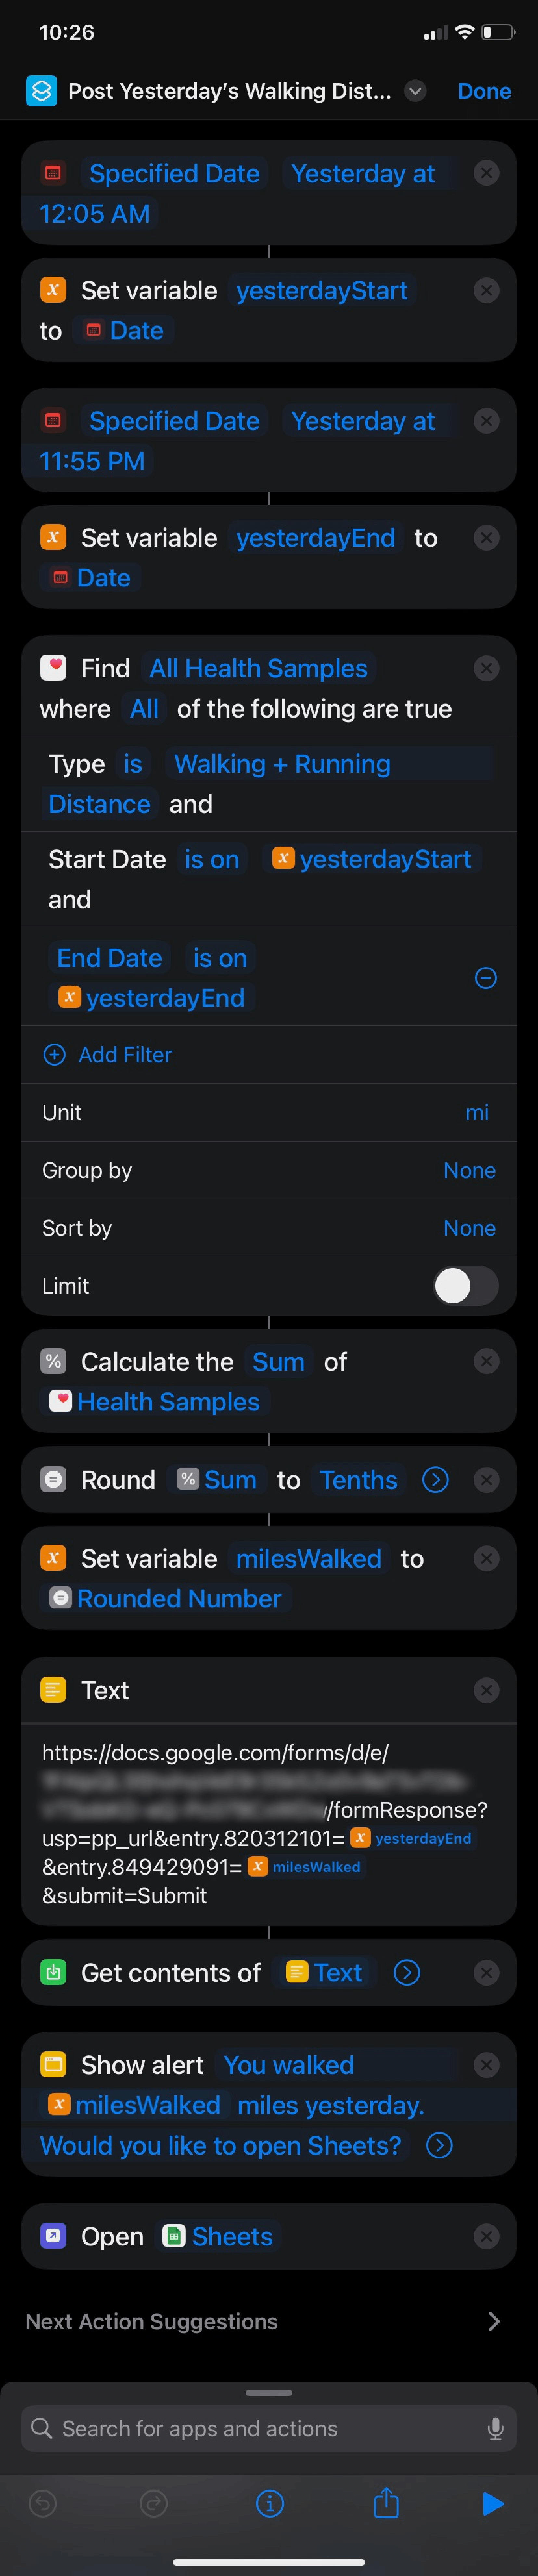 10:26
Post Yesterday's Walking Dist...
Done
Specified Date Yesterday at
12:05 AM
Set variable yesterdayStart
to Date
Specified Date Yesterday at
11:55 PM
Set variable yesterdayEnd to
Date
Find All Health Samples
where All of the following are true
Type is Walking + Running
Distance and
Start Date is on yesterdayStart
and
End Date is on
yesterdayEnd
Add Filter
Unit mi
Group by None
Sort by None
Limit
Calculate the Sum of
Health Samples
Round Sum to Tenths
Set variable milesWalked to
Rounded Number
Text
https://docs.google.com/forms/d/e/
/formResponse?
usp=pp_url&entry.820312101= yesterdayEnd
&entry.849429091= milesWalked
&submit=Submit
Get contents of Text
Show alert You walked
milesWalked miles yesterday.
Would you like to open Sheets?
Open Sheets
Next Action Suggestions
Search for apps and actions